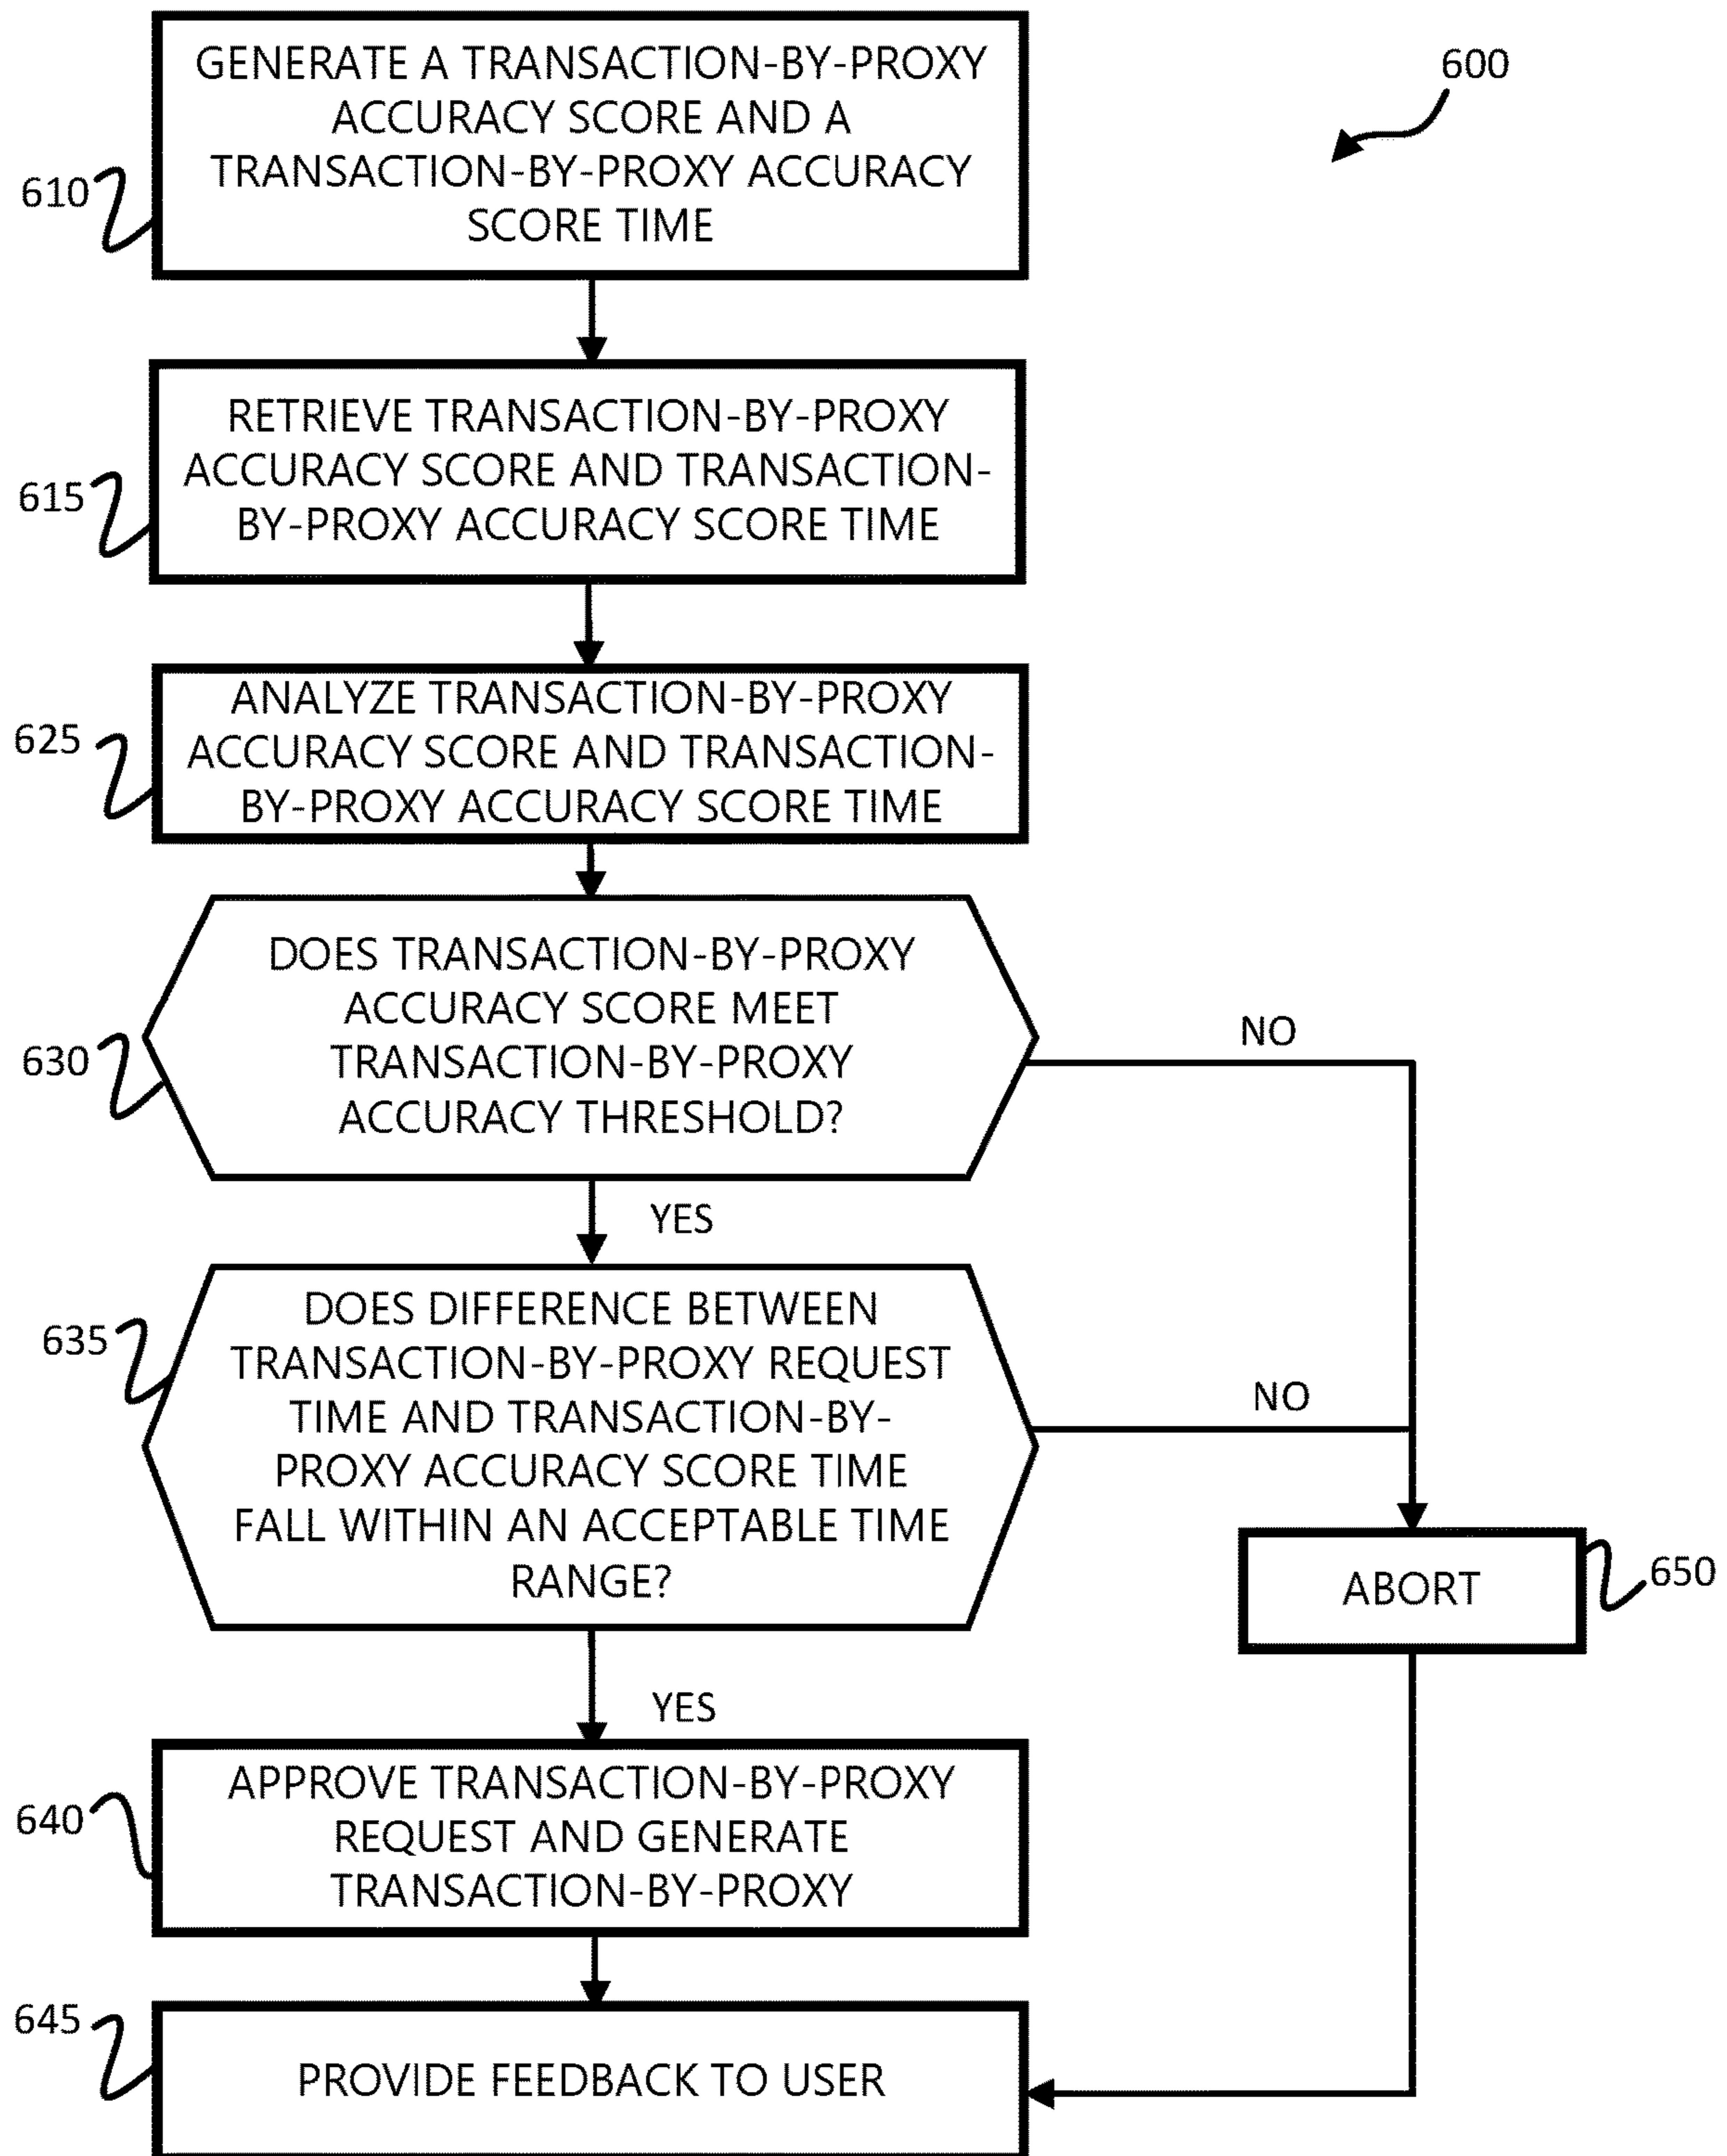 GENERATE A TRANSACTION-BY-PROXY
ACCURACY SCORE AND A
TRANSACTION-BY-PROXY ACCURACY
SCORE TIME
600
610
RETRIEVE TRANSACTION-BY-PROXY
ACCURACY SCORE AND TRANSACTION-
BY-PROXY ACCURACY SCORE TIME
615
ANALYZE TRANSACTION-BY-PROXY
ACCURACY SCORE AND TRANSACTION-
BY-PROXY ACCURACY SCORE TIME
625
DOES TRANSACTION-BY-PROXY
ACCURACY SCORE MEET
TRANSACTION-BY-PROXY
ACCURACY THRESHOLD?
630
NO
YES
DOES DIFFERENCE BETWEEN
TRANSACTION-BY-PROXY REQUEST
TIME AND TRANSACTION-BY-
PROXY ACCURACY SCORE TIME
FALL WITHIN AN ACCEPTABLE TIME
RANGE?
635
NO
ABORT
650
YES
APPROVE TRANSACTION-BY-PROXY
REQUEST AND GENERATE
TRANSACTION-BY-PROXY
640
645
PROVIDE FEEDBACK TO USER